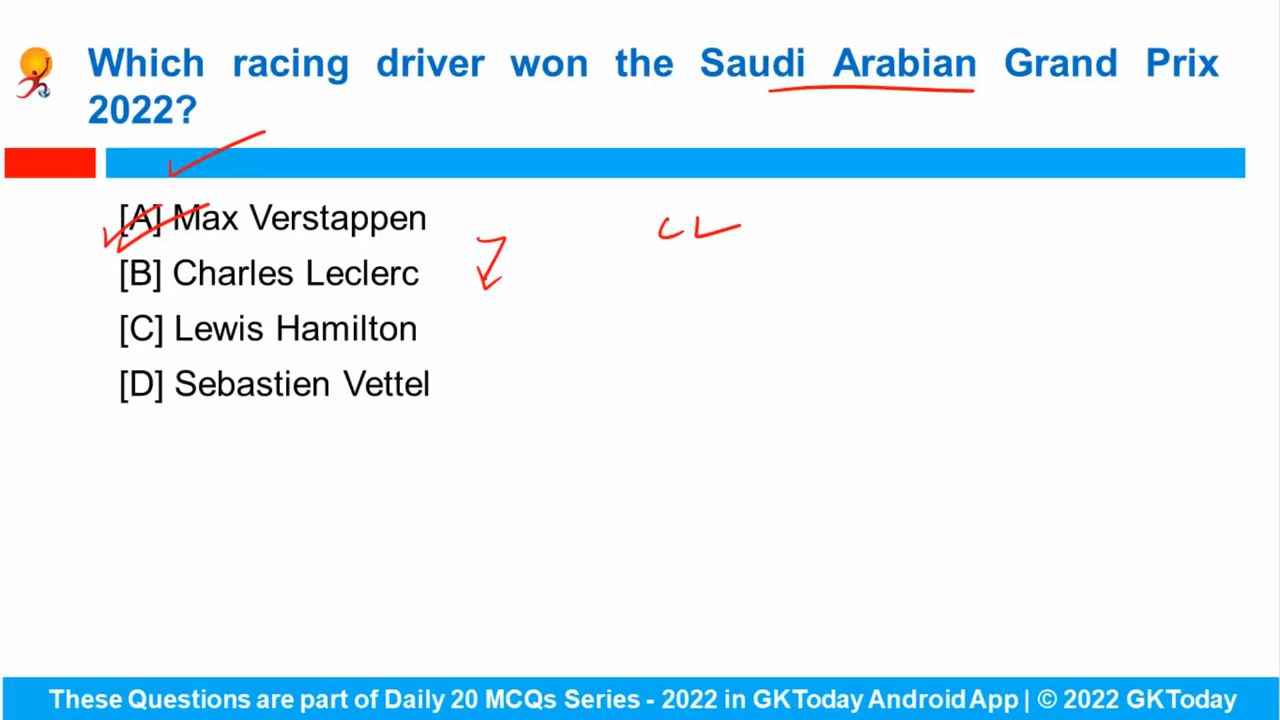 Which racing driver won the Saudi Arabian Grand Prix
2022?
[A] Max Verstappen
CL
[B] Charles Leclerc
[C] Lewis Hamilton
[D] Sebastien Vettel
These Questions are part of Daily 20 MCQs Series - 2022 in GKToday Android App | © 2022 GKToday